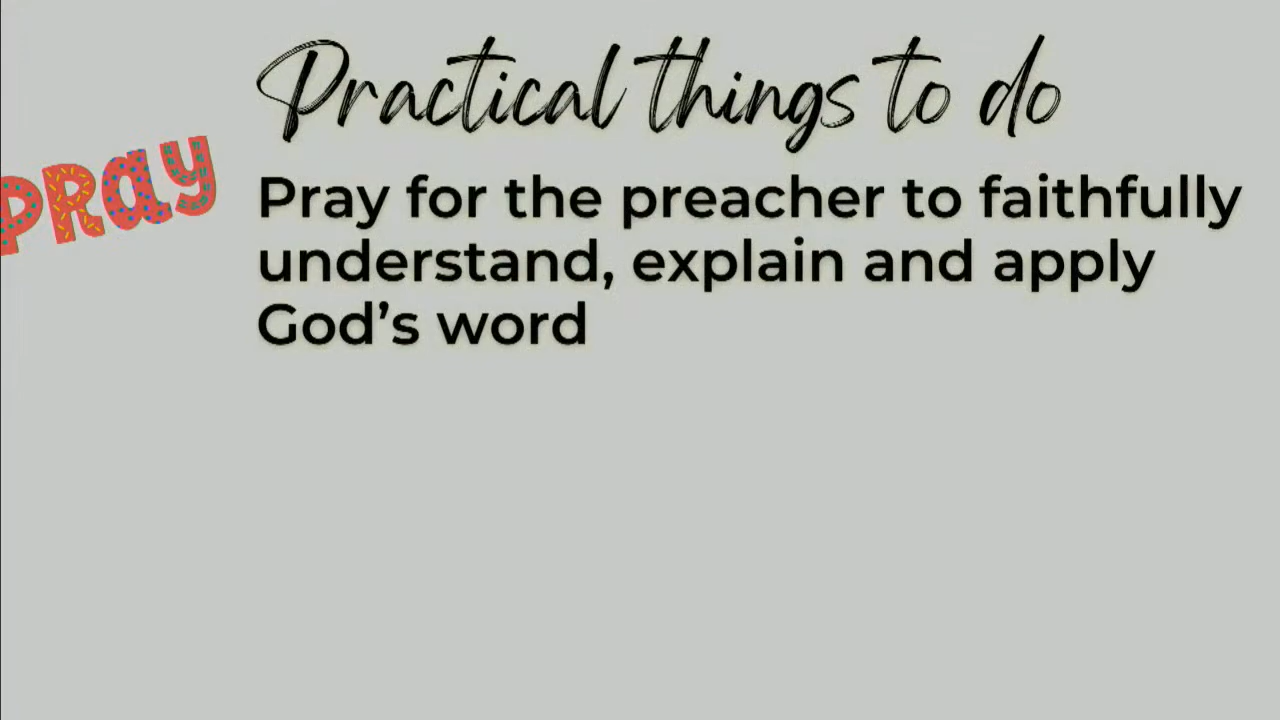 Practical things to do
PRay
Pray for the preacher to faithfully
understand, explain and apply
God’s word